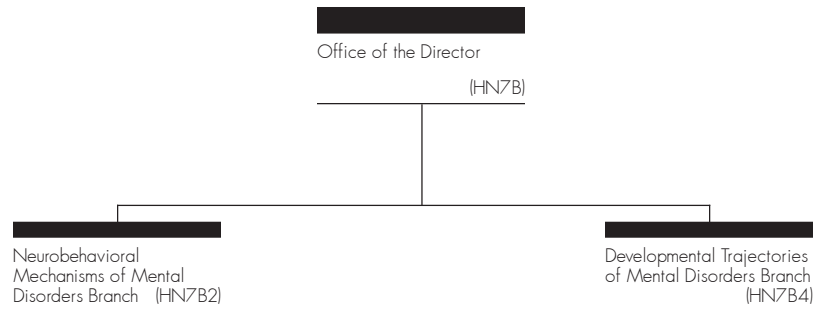 Office of the Director
(HN7B)
Neurobehavioral
Mechanisms of Mental
Disorders Branch (HN7B2)
Developmental Trajectories
of Mental Disorders Branch
(HN7B4)